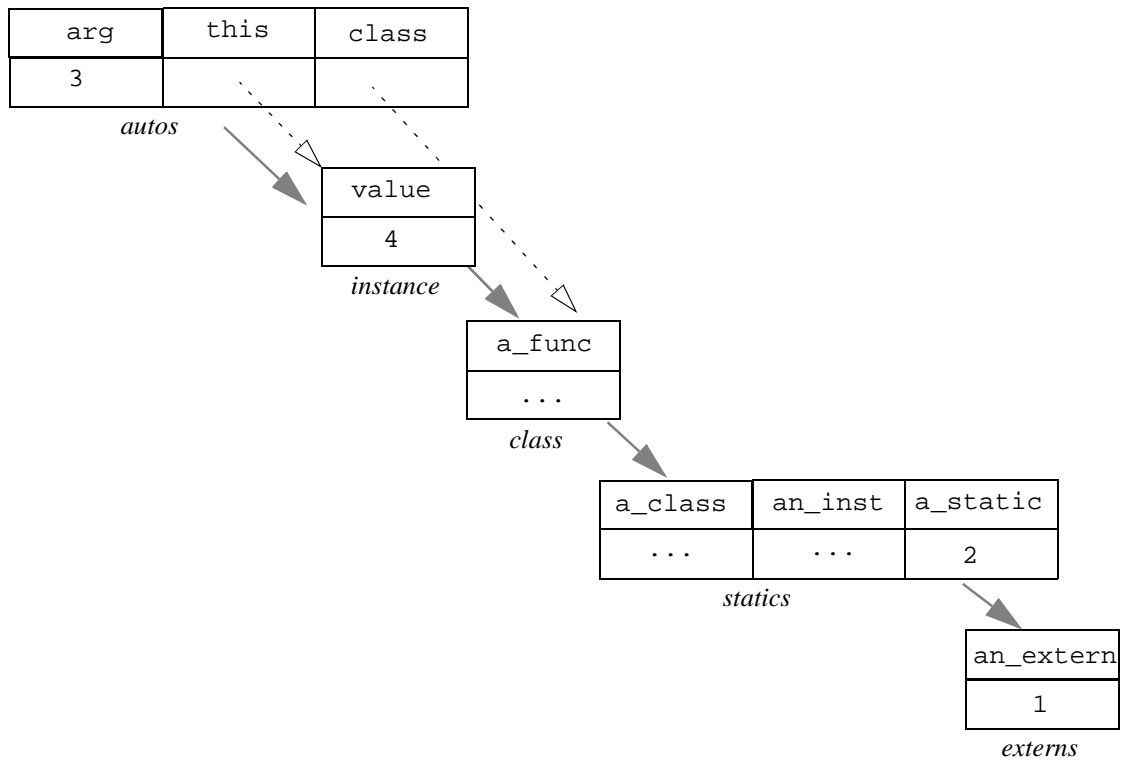 arg this class
3
autos
value
4
instance
a_func
...
class
a_class an_inst a_static
... ... 2
statics
an_extern
1
externs